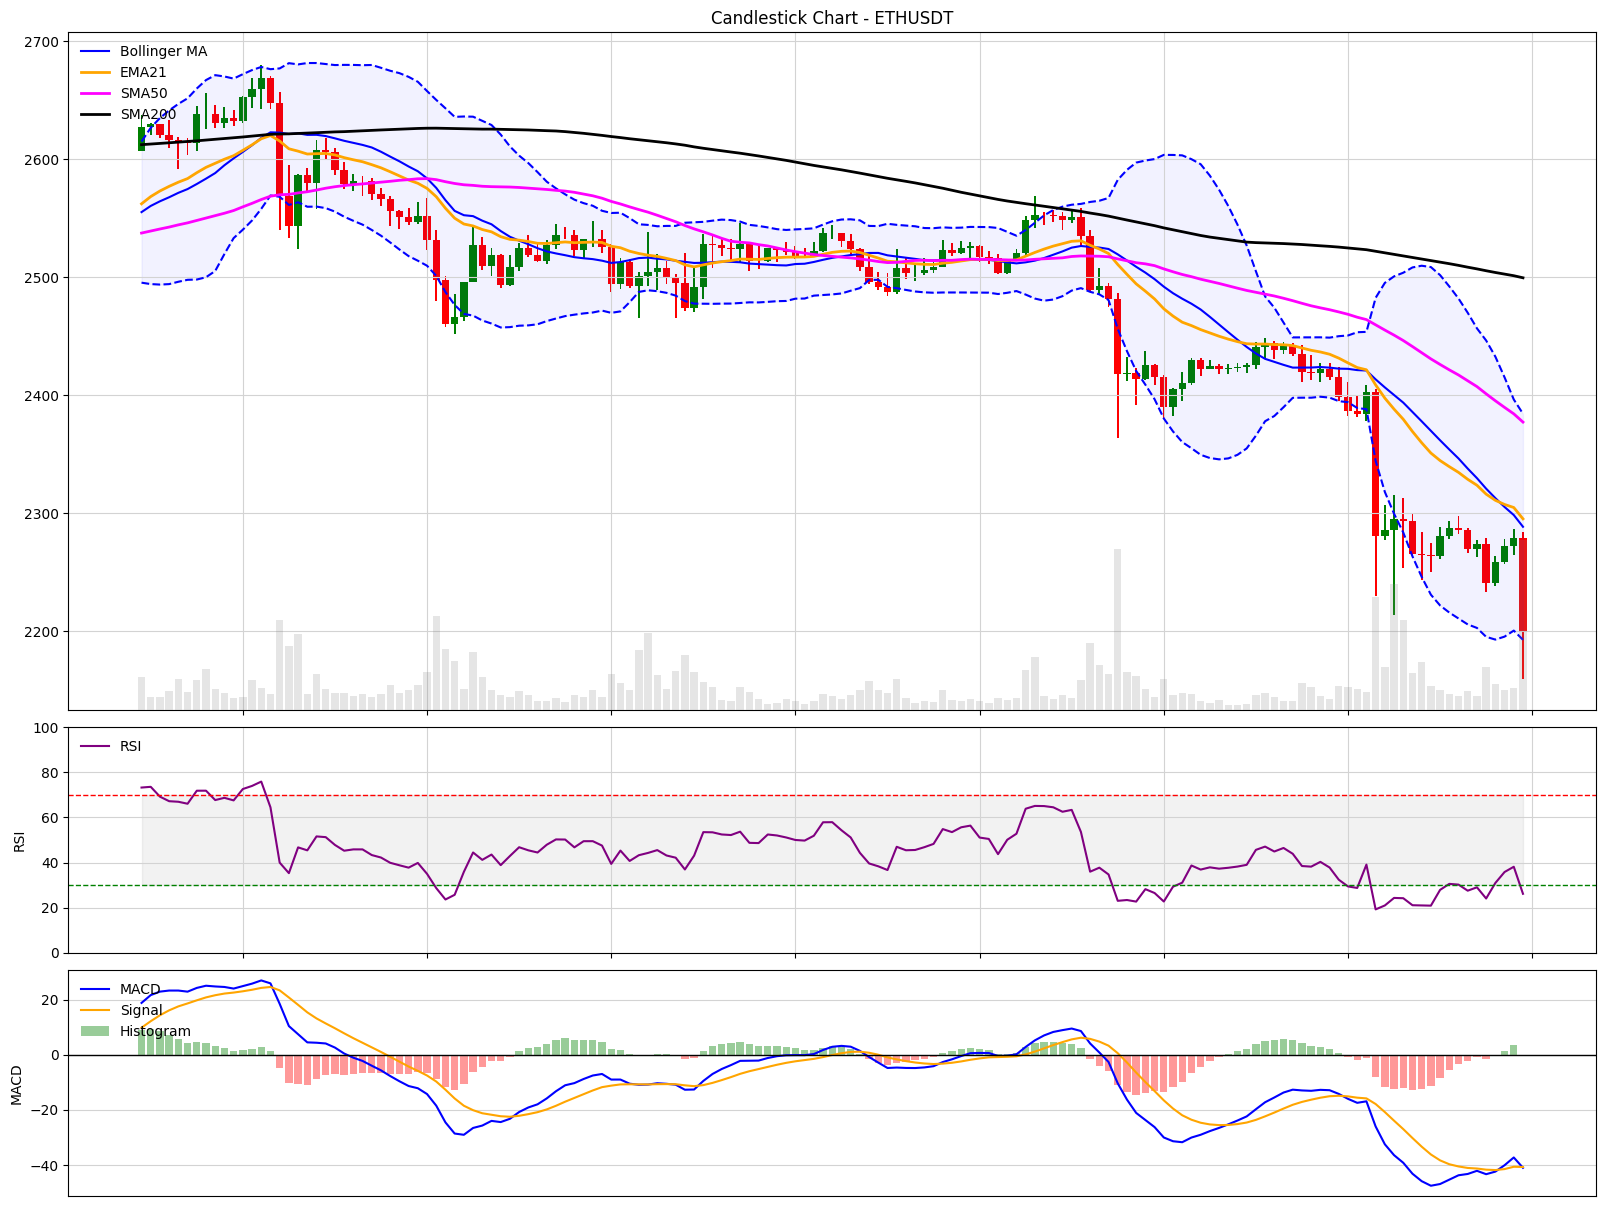 Candlestick Chart - ETHUSDT
2700
Bollinger MA
EMA21
SMA50
SMA200
2600
2500
2400
2300
2200
100
RSI
80
60
RSI
40
20
0
MACD
20
Signal
Histogram
0
MACD
−20
−40